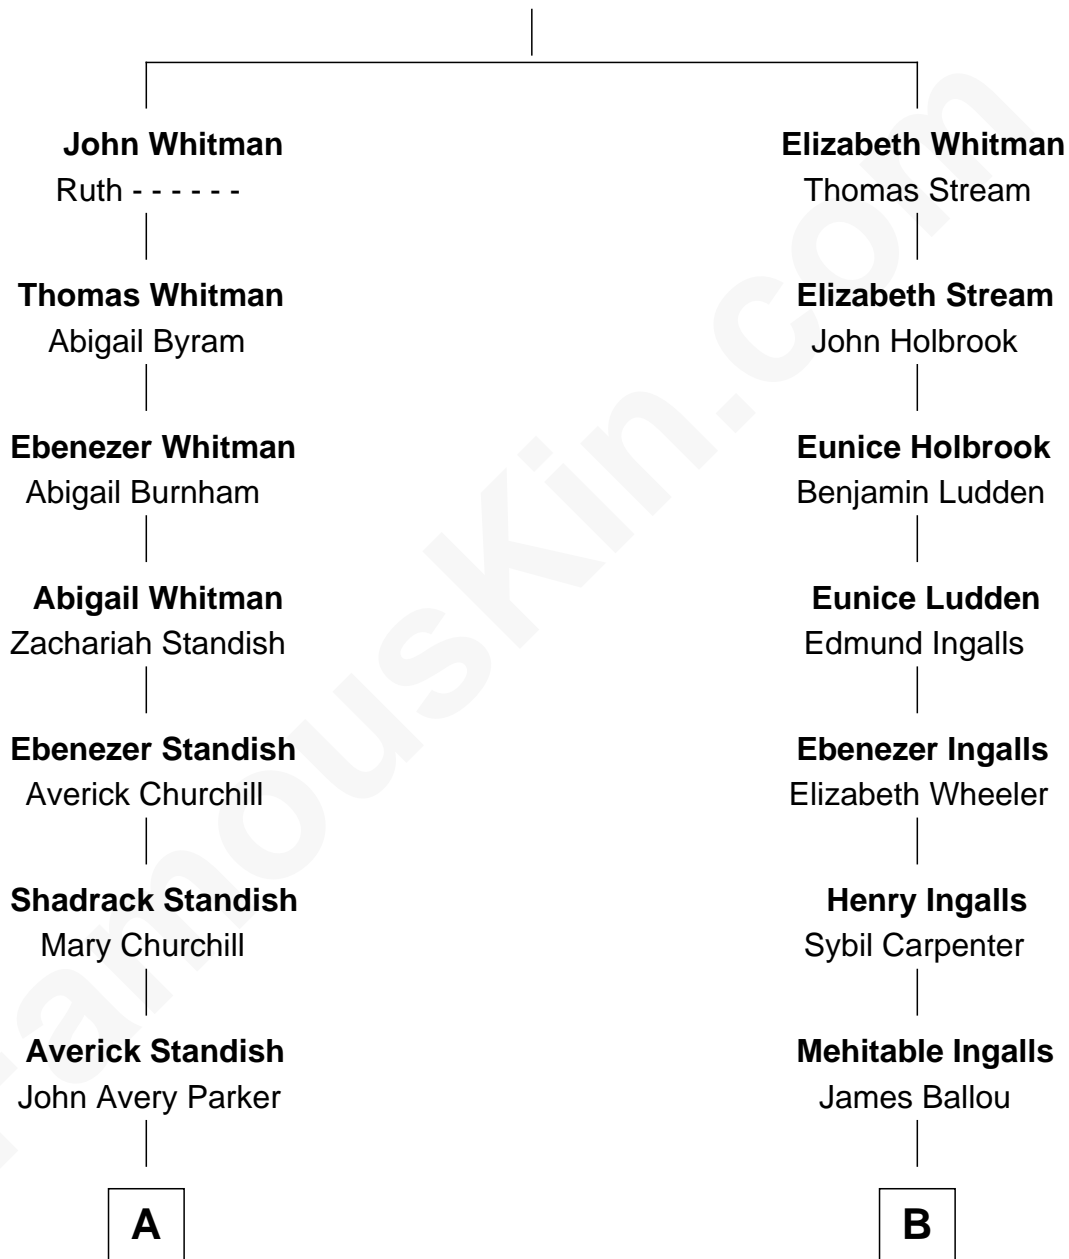 John Whitman
Ruth - - - - - -
Thomas Whitman
Abigail Byram
Ebenezer Whitman
Abigail Burnham
Abigail Whitman
Zachariah Standish
Ebenezer Standish
Averick Churchill
Shadrack Standish
Mary Churchill
Averick Standish
John Avery Parker
A
Elizabeth Whitman
Thomas Stream
Elizabeth Stream
John Holbrook
Eunice Holbrook
Benjamin Ludden
Eunice Ludden
Edmund Ingalls
Ebenezer Ingalls
Elizabeth Wheeler
Henry Ingalls
Sybil Carpenter
Mehitable Ingalls
James Ballou
B
FamousKin.com